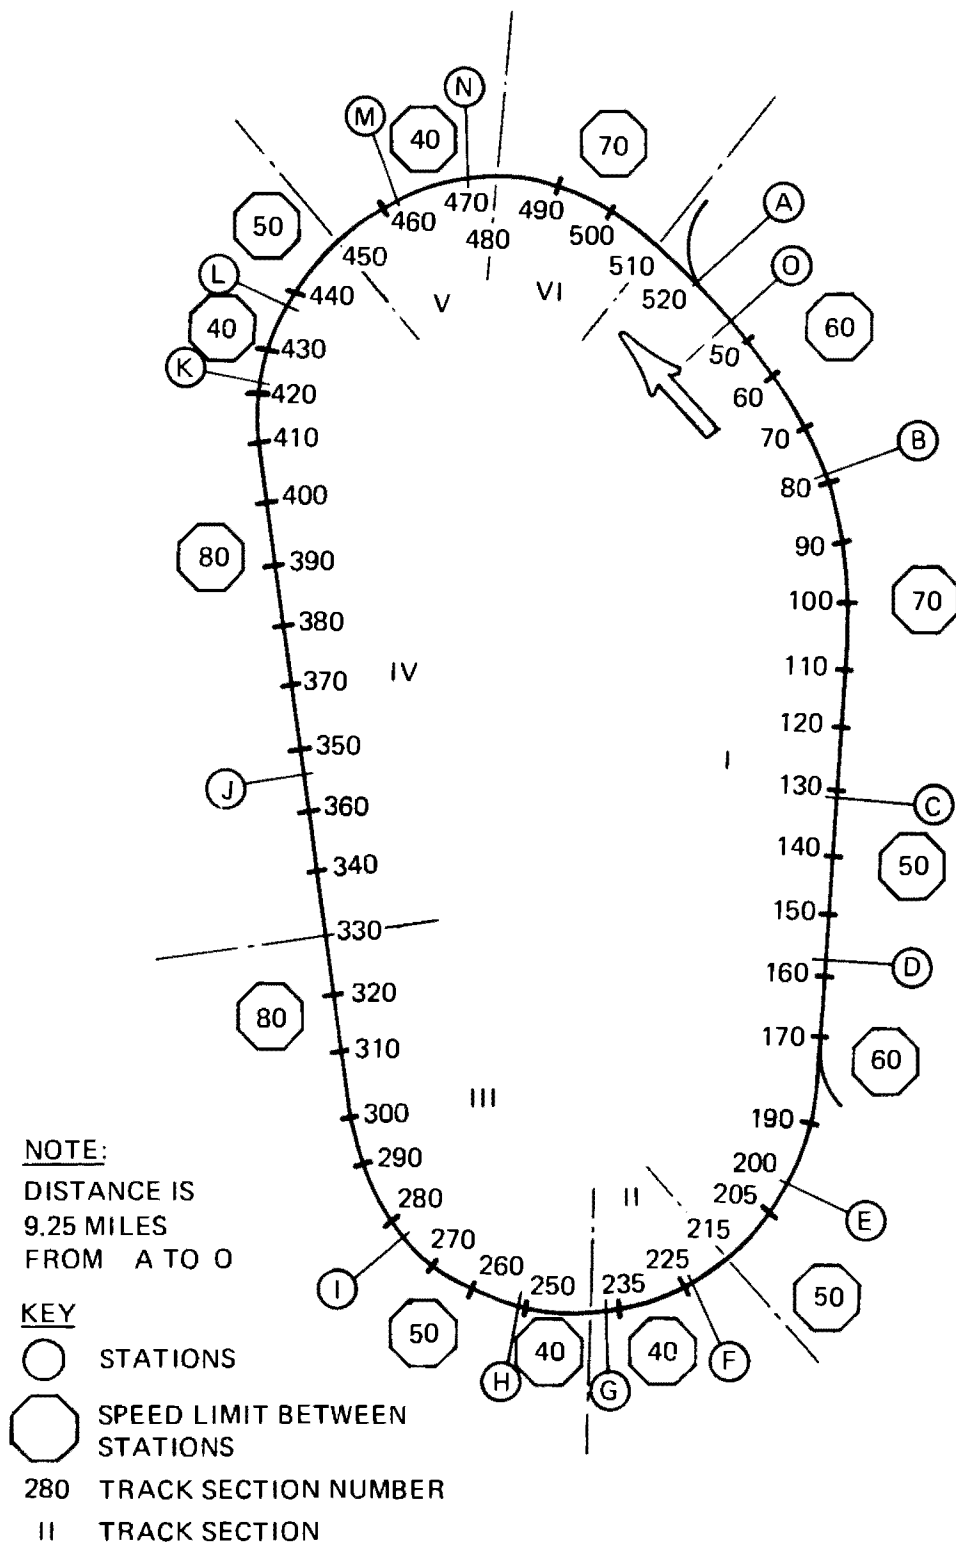 N
M
40
70
A
470
490
460
500
50
480
O
450
510
L
440
520
V
VI
40
60
430
50
K
420
60
410
70
B
80
400
90
80
390
100
70
380
110
IV
370
120
350
I
130
J
C
360
140
50
340
150
330
D
160
320
80
170
310
60
III
300
190
NOTE:
290
200
DISTANCE IS
280
II
205
9.25 MILES
215
E
FROM A TO O
270
225
260
I
250
235
50
KEY
50
40
40
STATIONS
F
H
G
SPEED LIMIT BETWEEN
STATIONS
280 TRACK SECTION NUMBER
II TRACK SECTION